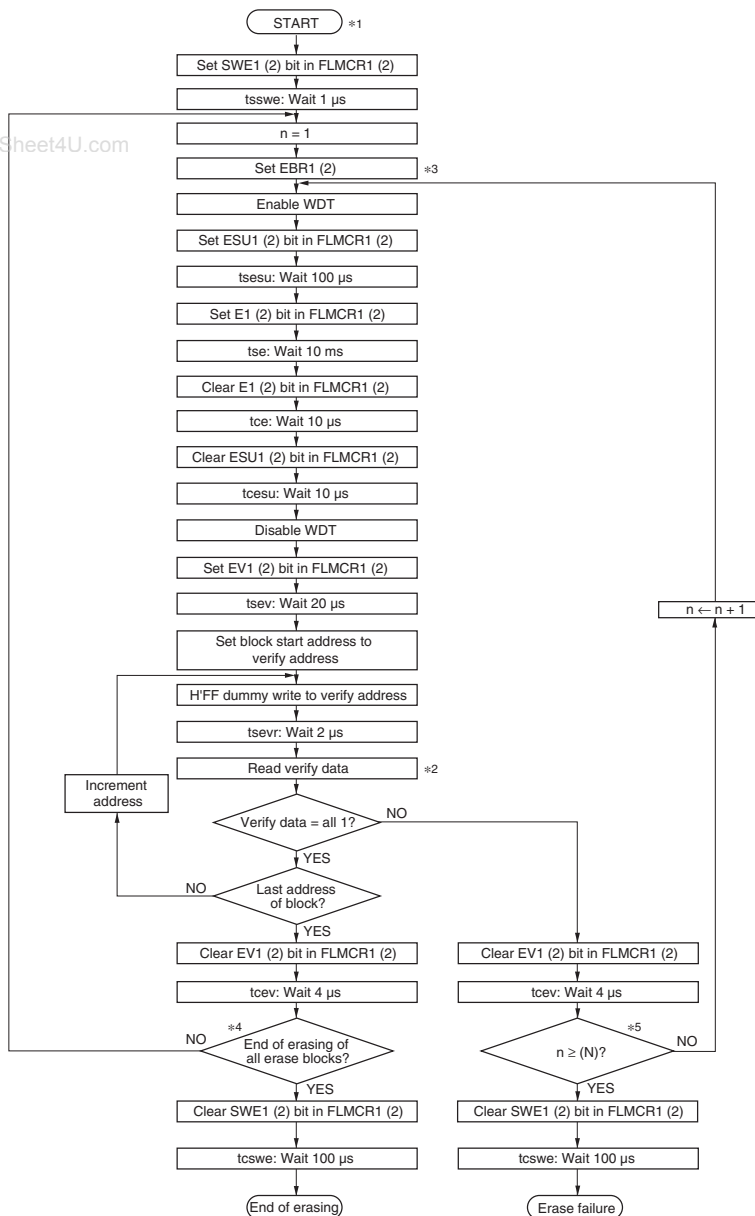 START *1
Set SWE1 (2) bit in FLMCR1 (2)
tsswe: Wait 1 µs
Sheet4U.com
n = 1
Set EBR1 (2) *3
Enable WDT
Set ESU1 (2) bit in FLMCR1 (2)
tsesu: Wait 100 µs
Set E1 (2) bit in FLMCR1 (2)
tse: Wait 10 ms
Clear E1 (2) bit in FLMCR1 (2)
tce: Wait 10 µs
Clear ESU1 (2) bit in FLMCR1 (2)
tcesu: Wait 10 µs
Disable WDT
Set EV1 (2) bit in FLMCR1 (2)
tsev: Wait 20 µs
n ← n + 1
Set block start address to
verify address
H'FF dummy write to verify address
tsevr: Wait 2 µs
Read verify data *2
Increment
address
Verify data = all 1?
NO
YES
NO
Last address
of block?
YES
Clear EV1 (2) bit in FLMCR1 (2)
Clear EV1 (2) bit in FLMCR1 (2)
tcev: Wait 4 µs
tcev: Wait 4 µs
NO
*4
End of erasing of
all erase blocks?
*5
n ≥ (N)?
NO
YES
YES
Clear SWE1 (2) bit in FLMCR1 (2)
Clear SWE1 (2) bit in FLMCR1 (2)
tcswe: Wait 100 µs
tcswe: Wait 100 µs
End of erasing
Erase failure